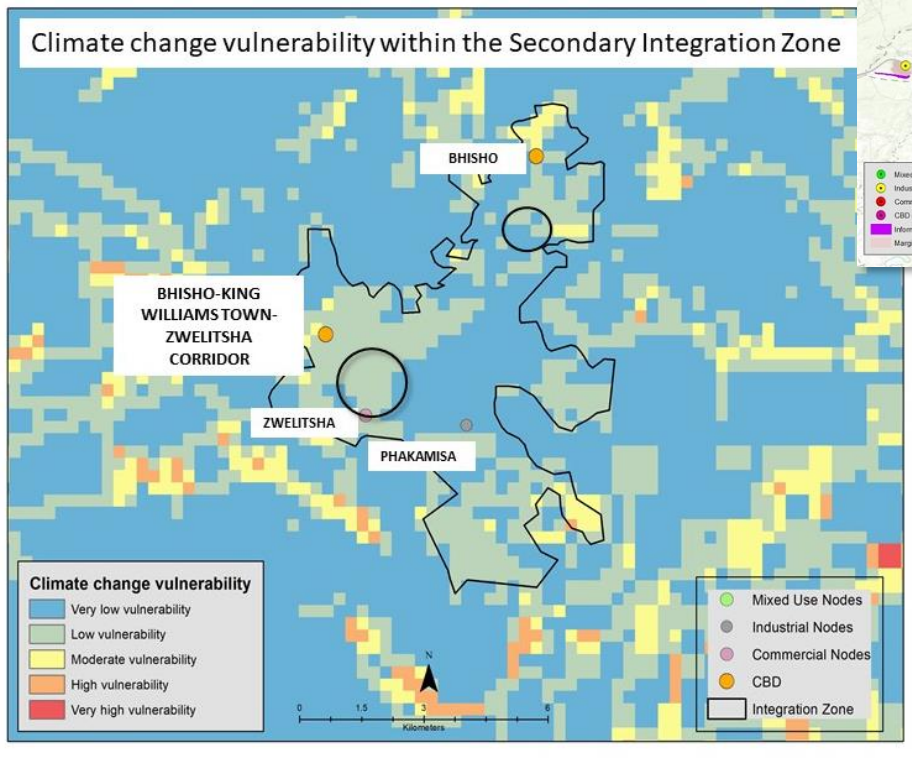 Climate change vulnerability within the Secondary Integration Zone
BHISHO
BHISHO-KING
WILLIAMS TOWN-
ZWELITSHA
CORRIDOR
ZWELITSHA
PHAKAMISA
Climate change vulnerability
Very low vulnerability
Low vulnerability
Moderate vulnerability
High vulnerability
Very high vulnerability
N
0 1.5 3 6
Kilometers
Mixed Use Nodes
Industrial Nodes
Commercial Nodes
CBD
Integration Zone
CBD